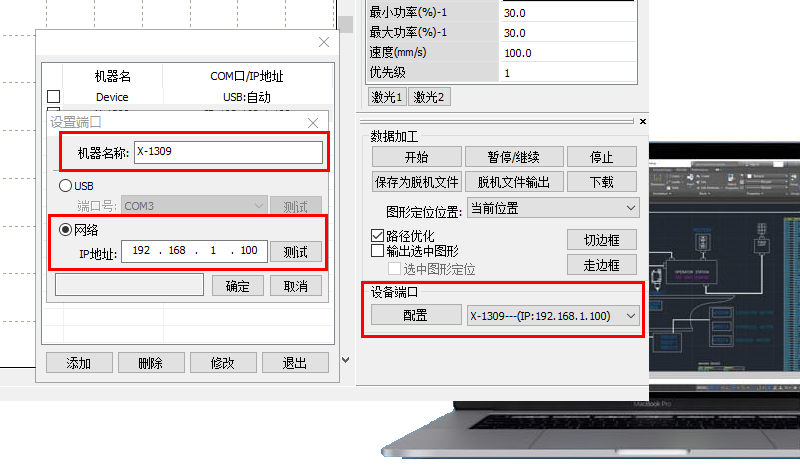 最小功率(%)-1 30.0
最大功率(%)-1 30.0
速度(mm/s) 100.0
优先级 1
激光1 激光2
机器名 COM口/IP地址
Device USB:自动
设置端口
机器名称: X-1309
USB
端口号: COM3 测试
网络
IP地址: 192 . 168 . 1 . 100 测试
确定 取消
添加 删除 修改 退出
数据加工
开始 暂停/继续 停止
保存为脱机文件 脱机文件输出 下载
图形定位位置: 当前位置
路径优化
输出选中图形
选中图形定位
切边框
走边框
设备端口
配置 X-1309---(IP:192.168.1.100)
OPERATOR STATION
MacBook Pro